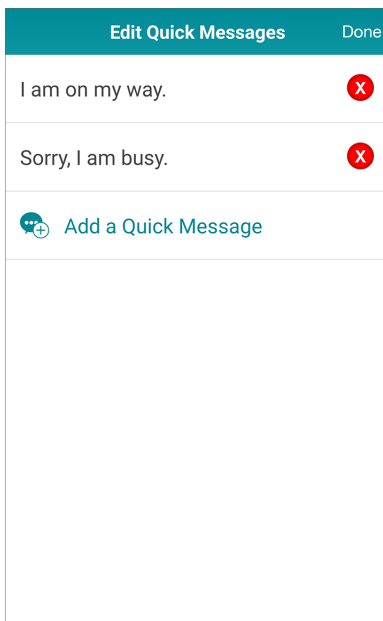 Edit Quick Messages Done
I am on my way. X
Sorry, I am busy. X
Add a Quick Message